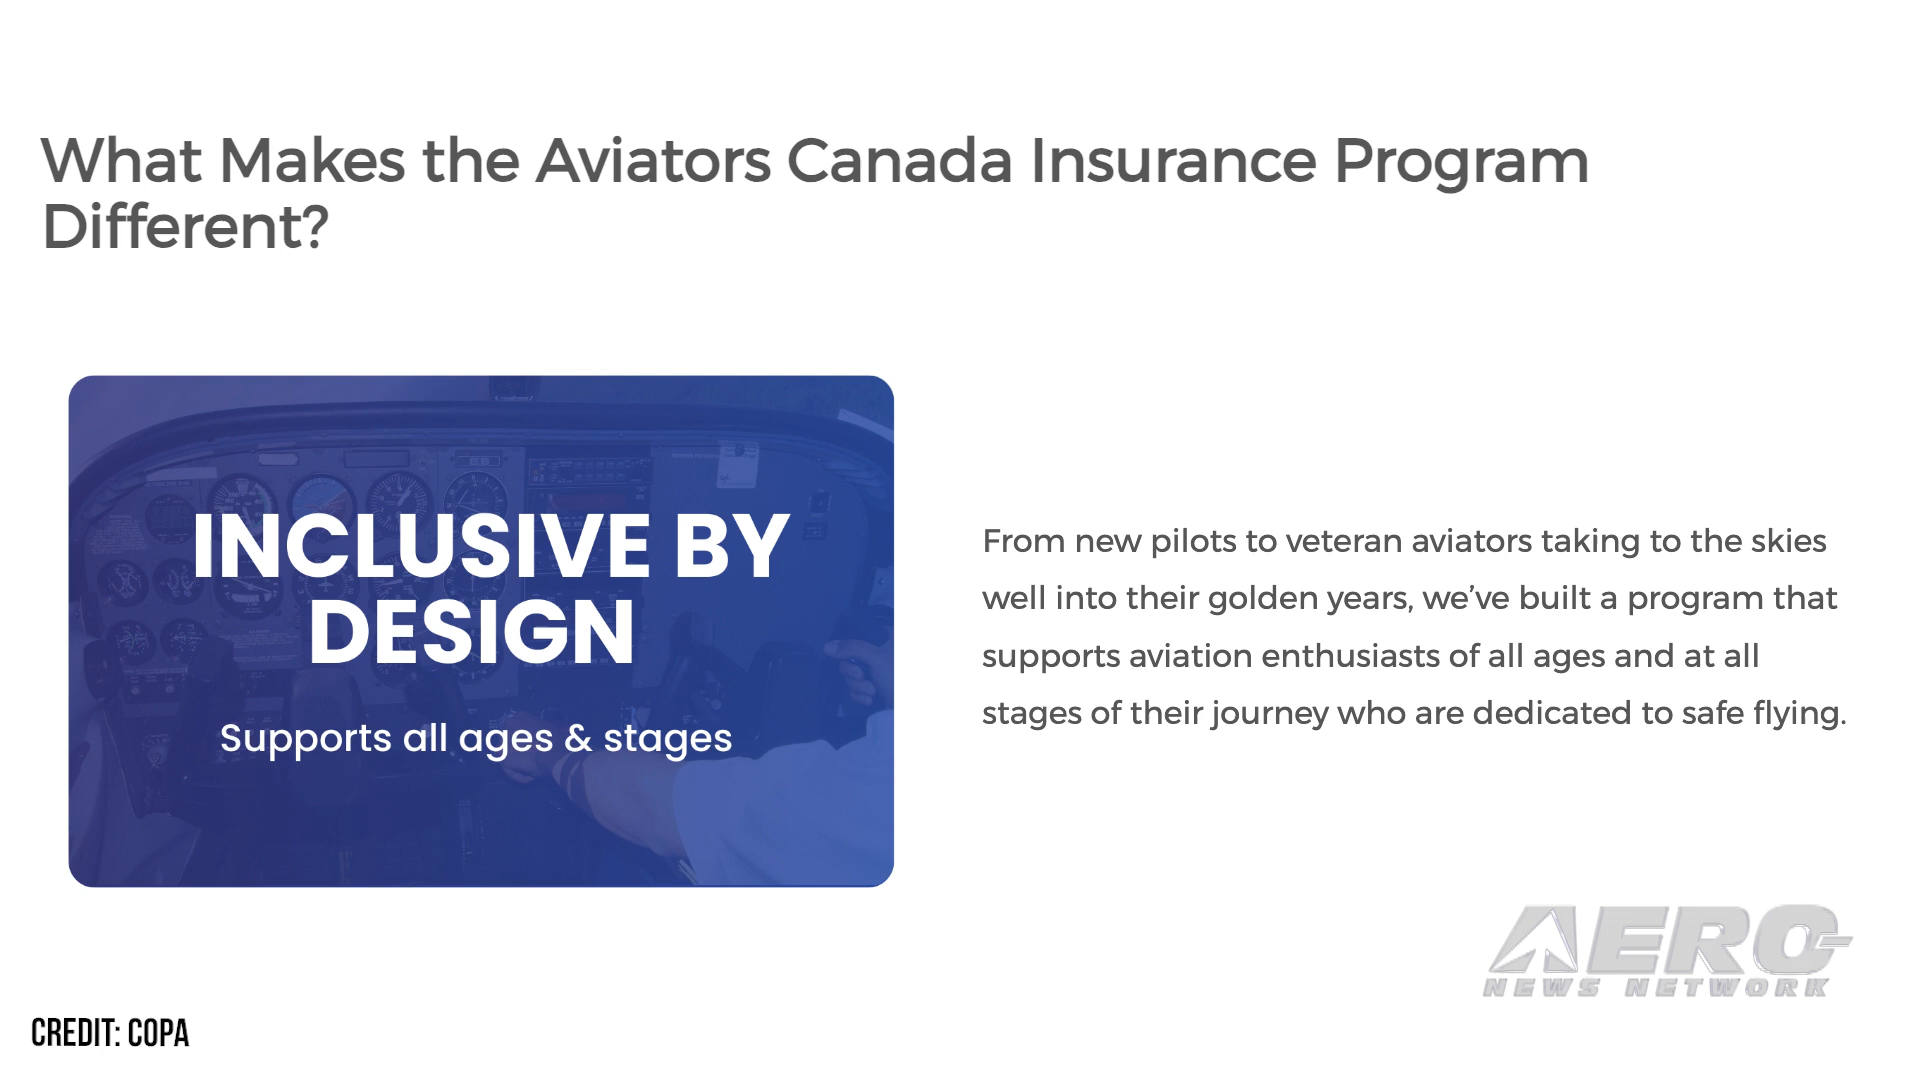 What Makes the Aviators Canada Insurance Program
Different?
INCLUSIVE BY
DESIGN
Supports all ages & stages
From new pilots to veteran aviators taking to the skies
well into their golden years, we’ve built a program that
supports aviation enthusiasts of all ages and at all
stages of their journey who are dedicated to safe flying.
AERO
NEWS NETWORK
CREDIT: COPA